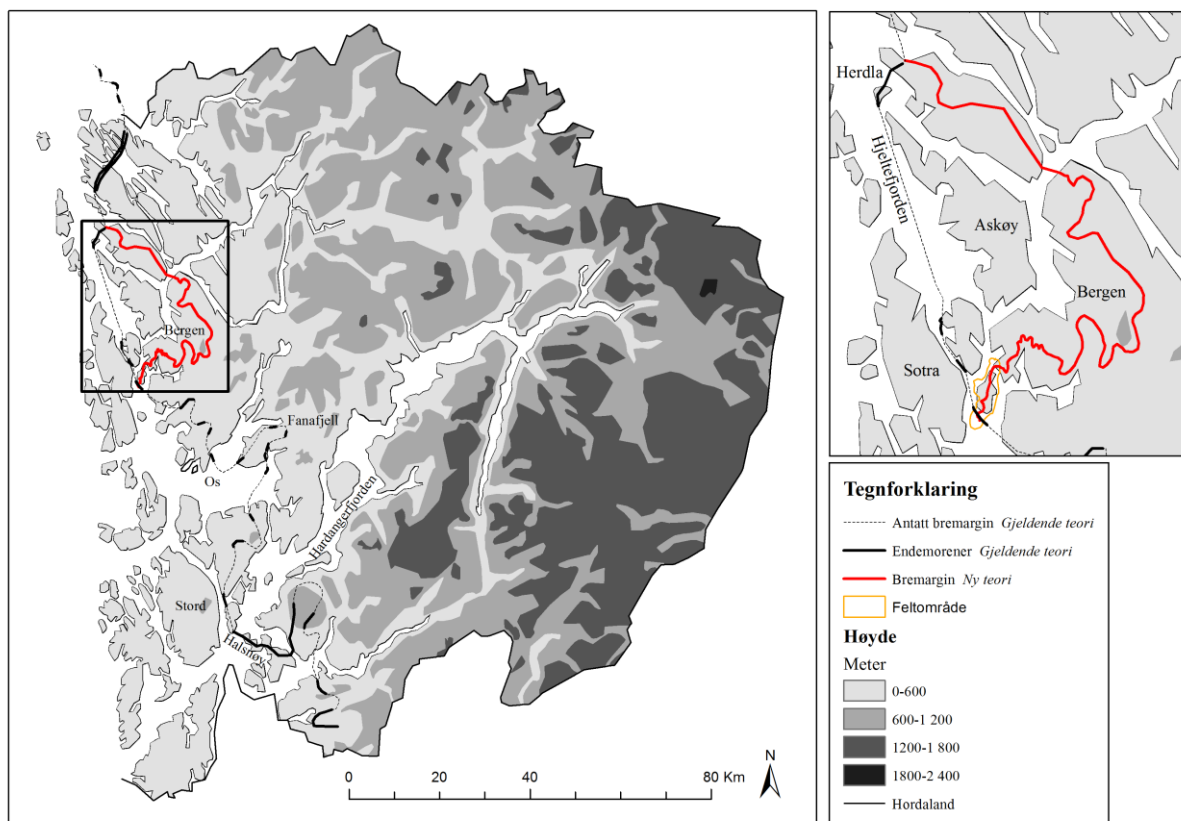 Bergen
Fanafjell
Os
Hardangerfjorden
Stord
Halsnøy
0 20 40 80 Km
N
Herdla
Hjeltefjorden
Askøy
Bergen
Sotra
Tegnforklaring
Antatt bremargin Gjeldende teori
Endemorener Gjeldende teori
Bremargin Ny teori
Feltområde
Høyde
Meter
0-600
600-1 200
1200-1 800
1800-2 400
Hordaland